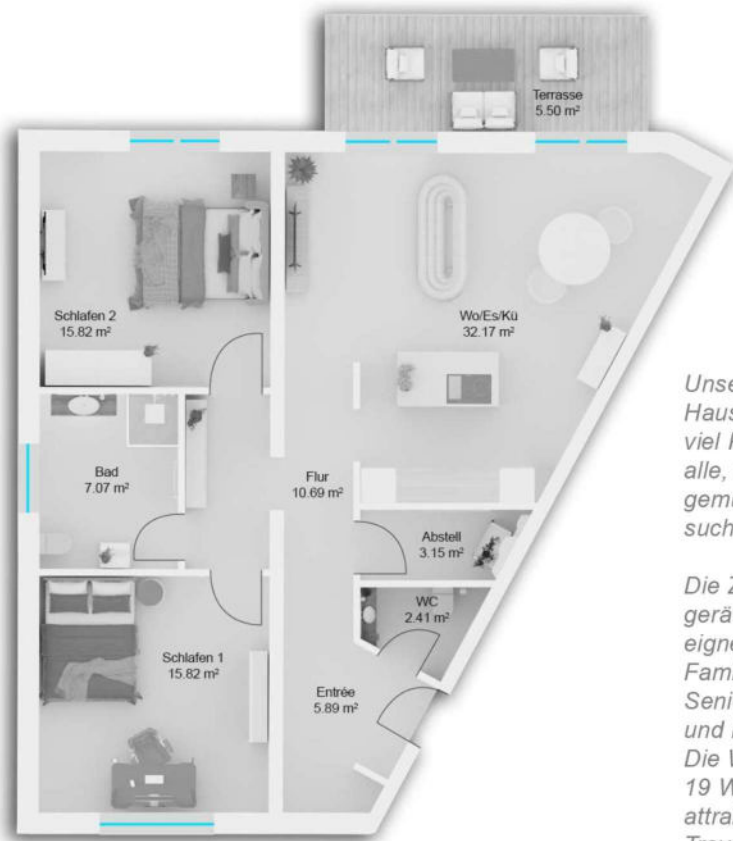 Terrasse
5.50 m²
Schlafen 2
15.82 m²
Wo/Es/Kü
32.17 m²
Bad
7.07 m²
Flur
10.69 m²
Abstell
3.15 m²
WC
2.41 m²
Schlafen 1
15.82 m²
Entrée
5.89 m²
Unse
Haus
viel
alle,
gemü
such
Die Z
gerä
eigne
Fam
Seni
und
Die W
19 W
attra